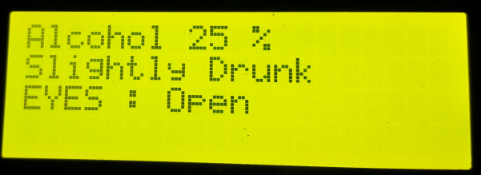 Alcohol 25 %
Slightly Drunk
EYES : Open